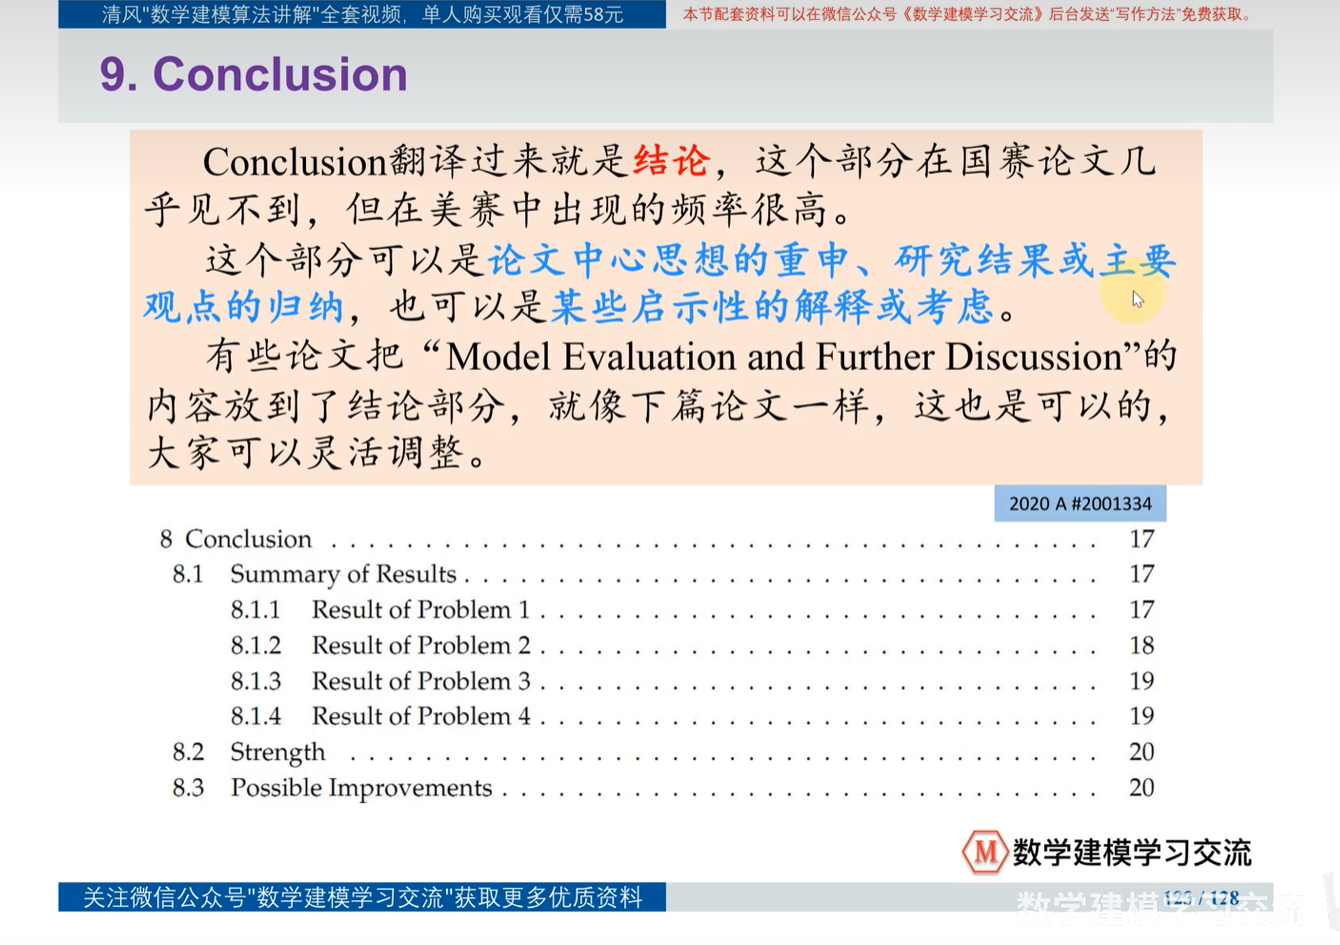 清风"数学建模算法讲解"全套视频，单人购买观看仅需58元
本节配套资料可以在微信公众号《数学建模学习交流》后台发送"写作方法"免费获取。
9. Conclusion
Conclusion翻译过来就是结论，这个部分在国赛论文几
乎见不到，但在美赛中出现的频率很高。
这个部分可以是论文中心思想的重申、研究结果或主要
观点的归纳，也可以是某些启示性的解释或考虑。
有些论文把“Model Evaluation and Further Discussion”的
内容放到了结论部分，就像下篇论文一样，这也是可以的，
大家可以灵活调整。
2020 A #2001334
8 Conclusion . . . . . . . . . . . . . . . . . . . . . . . . . . . . . . . 17
8.1 Summary of Results . . . . . . . . . . . . . . . . . . . . . . . . . . 17
8.1.1 Result of Problem 1 . . . . . . . . . . . . . . . . . . . . . . . 17
8.1.2 Result of Problem 2 . . . . . . . . . . . . . . . . . . . . . . . 18
8.1.3 Result of Problem 3 . . . . . . . . . . . . . . . . . . . . . . . 19
8.1.4 Result of Problem 4 . . . . . . . . . . . . . . . . . . . . . . . 19
8.2 Strength . . . . . . . . . . . . . . . . . . . . . . . . . . . . . . 20
8.3 Possible Improvements . . . . . . . . . . . . . . . . . . . . . . . . 20
M 数学建模学习交流
关注微信公众号"数学建模学习交流"获取更多优质资料
/ 128
数学建模学习交流